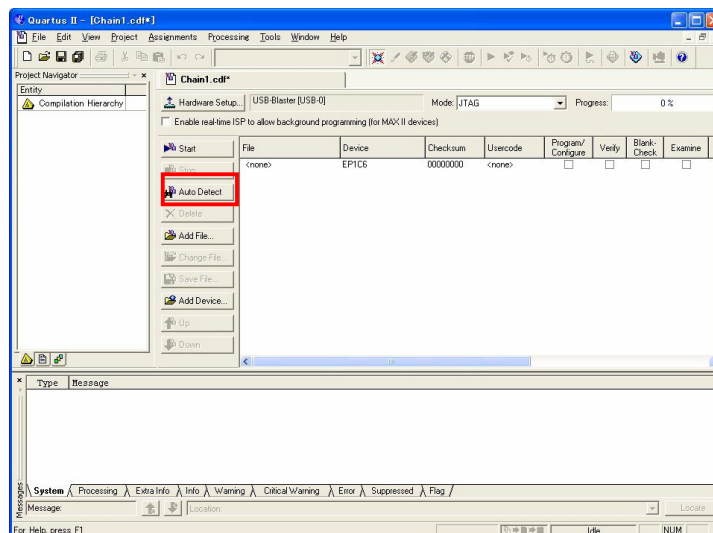 Quartus II - [Chain1.cdf*]
File Edit View Project Assignments Processing Tools Window Help
Project Navigator
Entity
Compilation Hierarchy
Chain1.cdf*
Hardware Setup... USB-Blaster [USB-0] Mode: JTAG Progress: 0 %
Enable real-time ISP to allow background programming (for MAX II devices)
Start
Stop
Auto Detect
Delete
Add File...
Change File...
Save File...
Add Device...
Up
Down
File Device Checksum Usercode Program/Configure Verify Blank-Check Examine
<none> EP1C6 00000000 <none>
Type Message
System Processing Extra Info Info Warning Critical Warning Error Suppressed Flag
Messages
Message: Location: Locate
For Help, press F1 Idle NUM